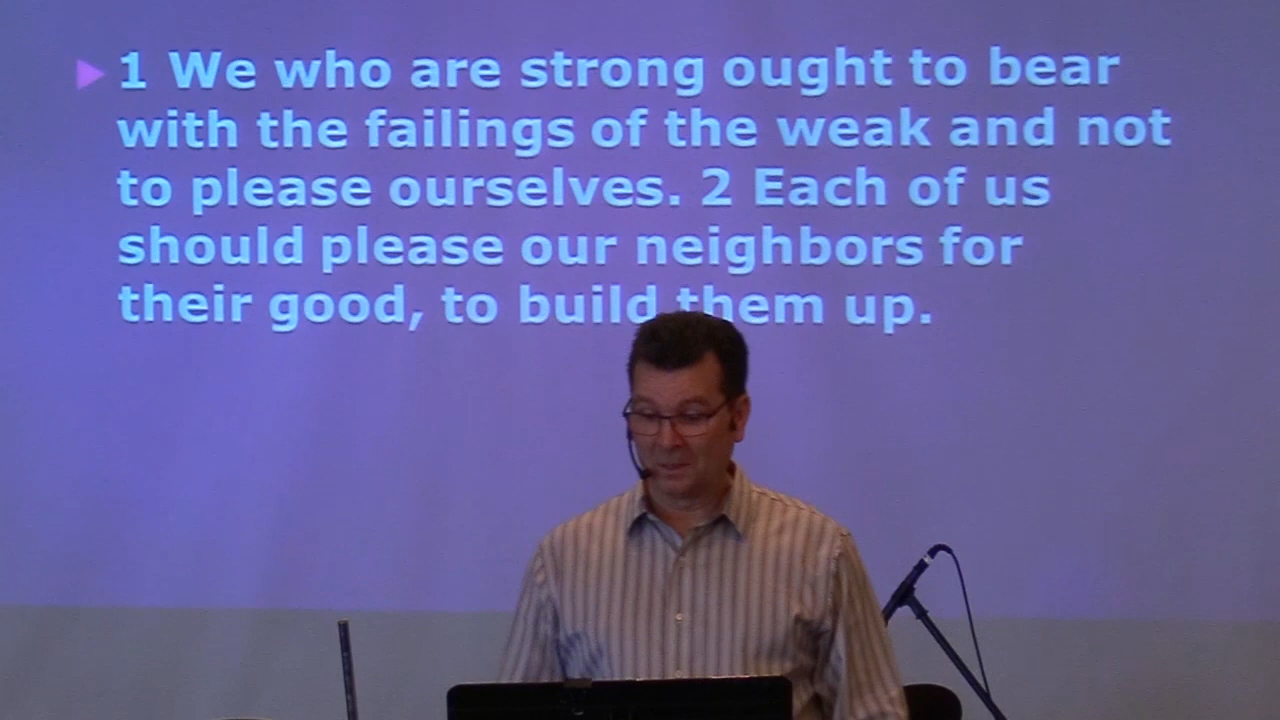 1 We who are strong ought to bear
with the failings of the weak and not
to please ourselves. 2 Each of us
should please our neighbors for
their good, to build them up.